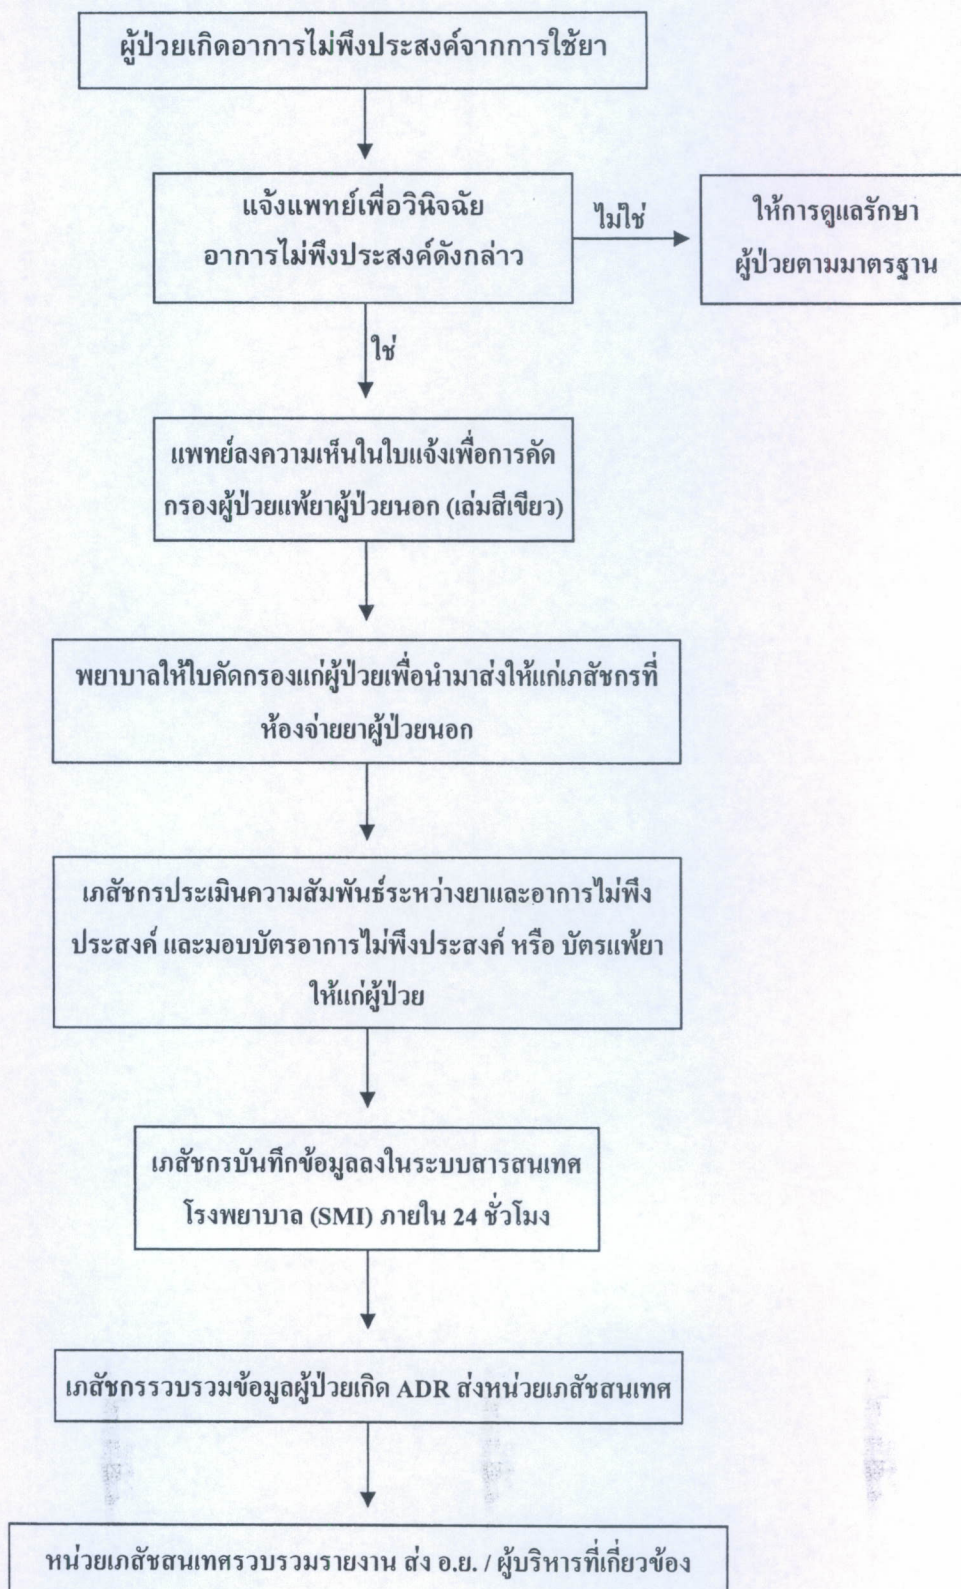 ผู้ป่วยเกิดอาการไม่พึงประสงค์จากการใช้ยา
แจ้งแพทย์เพื่อวินิจฉัย
อาการไม่พึงประสงค์ดังกล่าว
ไม่ใช่
ให้การดูแลรักษา
ผู้ป่วยตามมาตรฐาน
ใช่
แพทย์ลงความเห็นในใบแจ้งเพื่อการคัด
กรองผู้ป่วยแพ้ยาผู้ป่วยนอก (เล่มสีเขียว)
พยาบาลให้ใบคัดกรองแก่ผู้ป่วยเพื่อนำมาส่งให้แก่เภสัชกรที่
ห้องจ่ายยาผู้ป่วยนอก
เภสัชกรประเมินความสัมพันธ์ระหว่างยาและอาการไม่พึง
ประสงค์ และมอบบัตรอาการไม่พึงประสงค์ หรือ บัตรแพ้ยา
ให้แก่ผู้ป่วย
เภสัชกรบันทึกข้อมูลลงในระบบสารสนเทศ
โรงพยาบาล (SMI) ภายใน 24 ชั่วโมง
เภสัชกรรวบรวมข้อมูลผู้ป่วยเกิด ADR ส่งหน่วยเภสัชสนเทศ
หน่วยเภสัชสนเทศรวบรวมรายงาน ส่ง อ.ย. / ผู้บริหารที่เกี่ยวข้อง